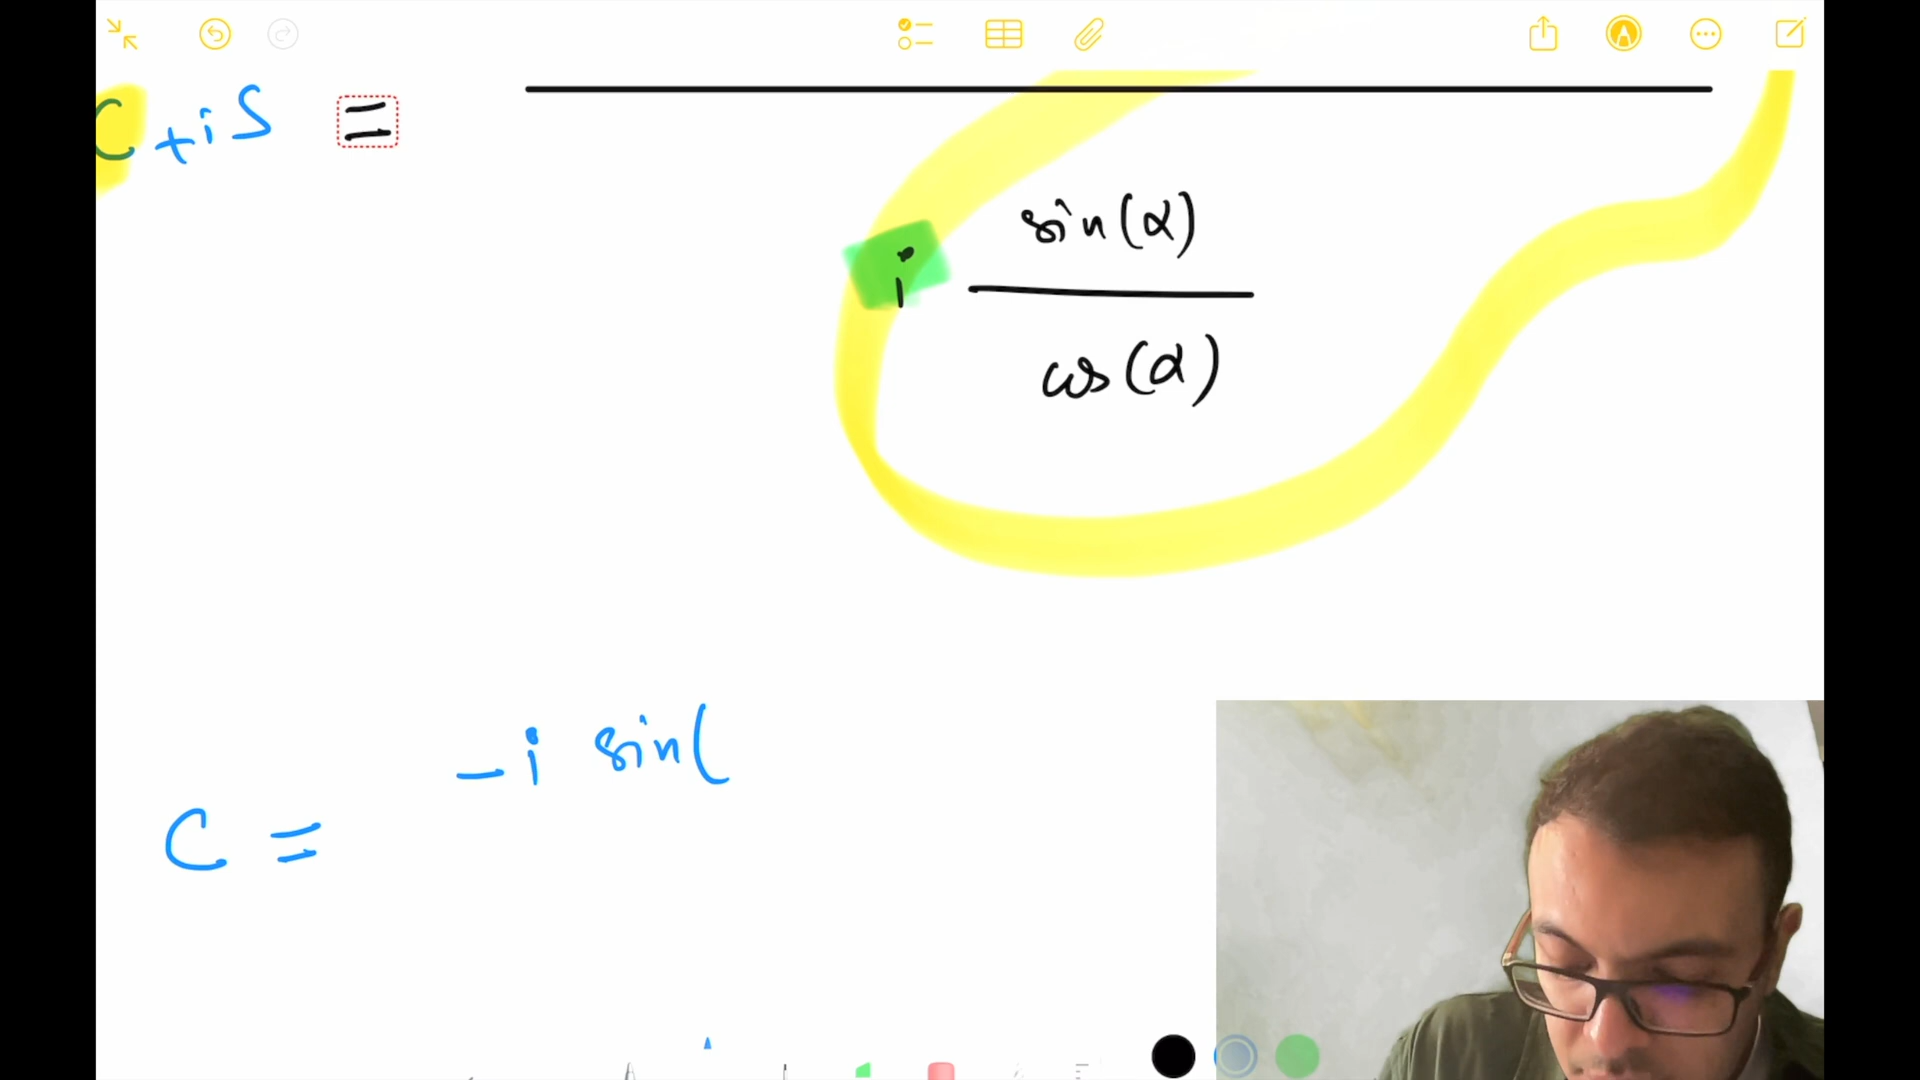 C + i S =
i sin(α)
cos(α)
- i sin(
C =